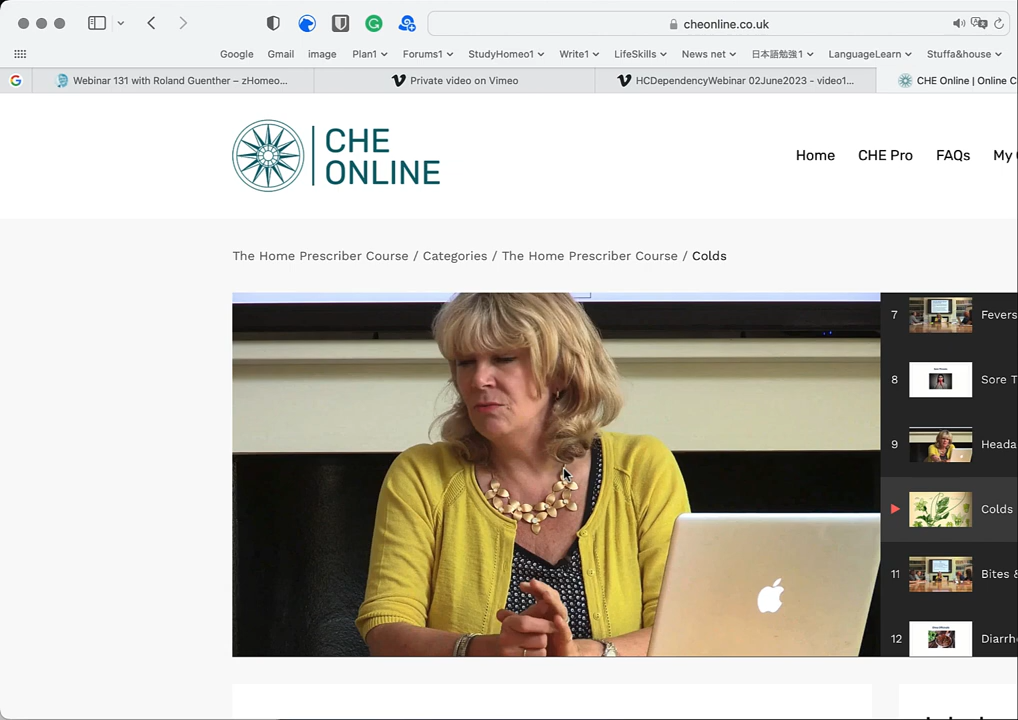 cheonline.co.uk
Google Gmail image Plan1 Forums1 StudyHomeo1 Write1 LifeSkills News net 日本語勉強1 LanguageLearn Stuffa&house
Webinar 131 with Roland Guenther – zHomeo... Private video on Vimeo HCDependencyWebinar 02June2023 - video1... CHE Online | Online C
CHE
ONLINE
Home CHE Pro FAQs My
The Home Prescriber Course / Categories / The Home Prescriber Course / Colds
7 Fevers
8 Sore T
9 Heada
Colds
11 Bites &
12 Diarrh